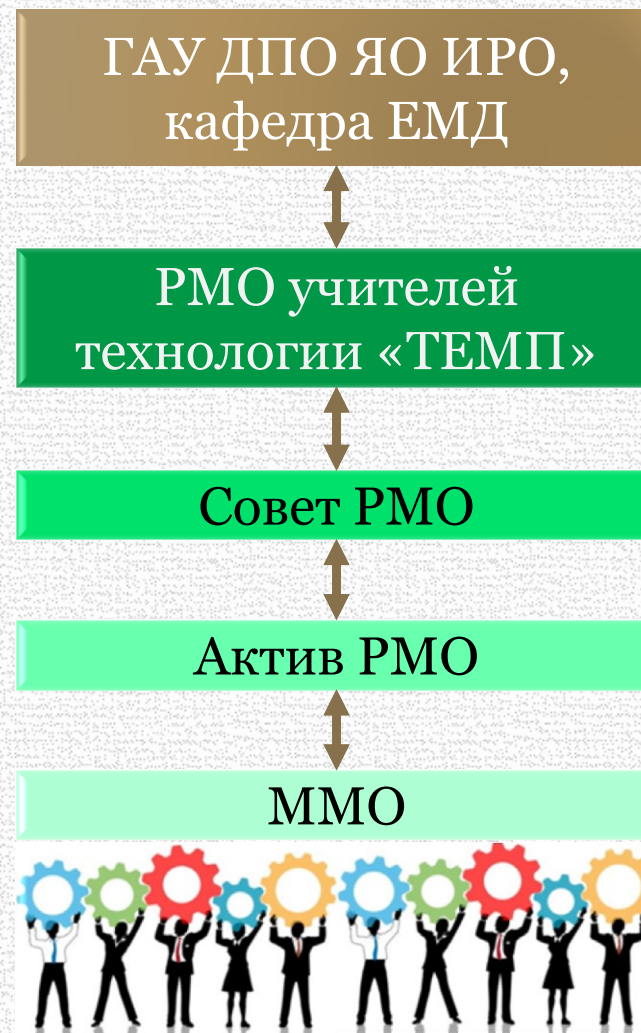 ГАУ ДПО ЯО ИРО,
кафедра ЕМД
РМО учителей
технологии «ТЕМП»
Совет РМО
Актив РМО
ММО